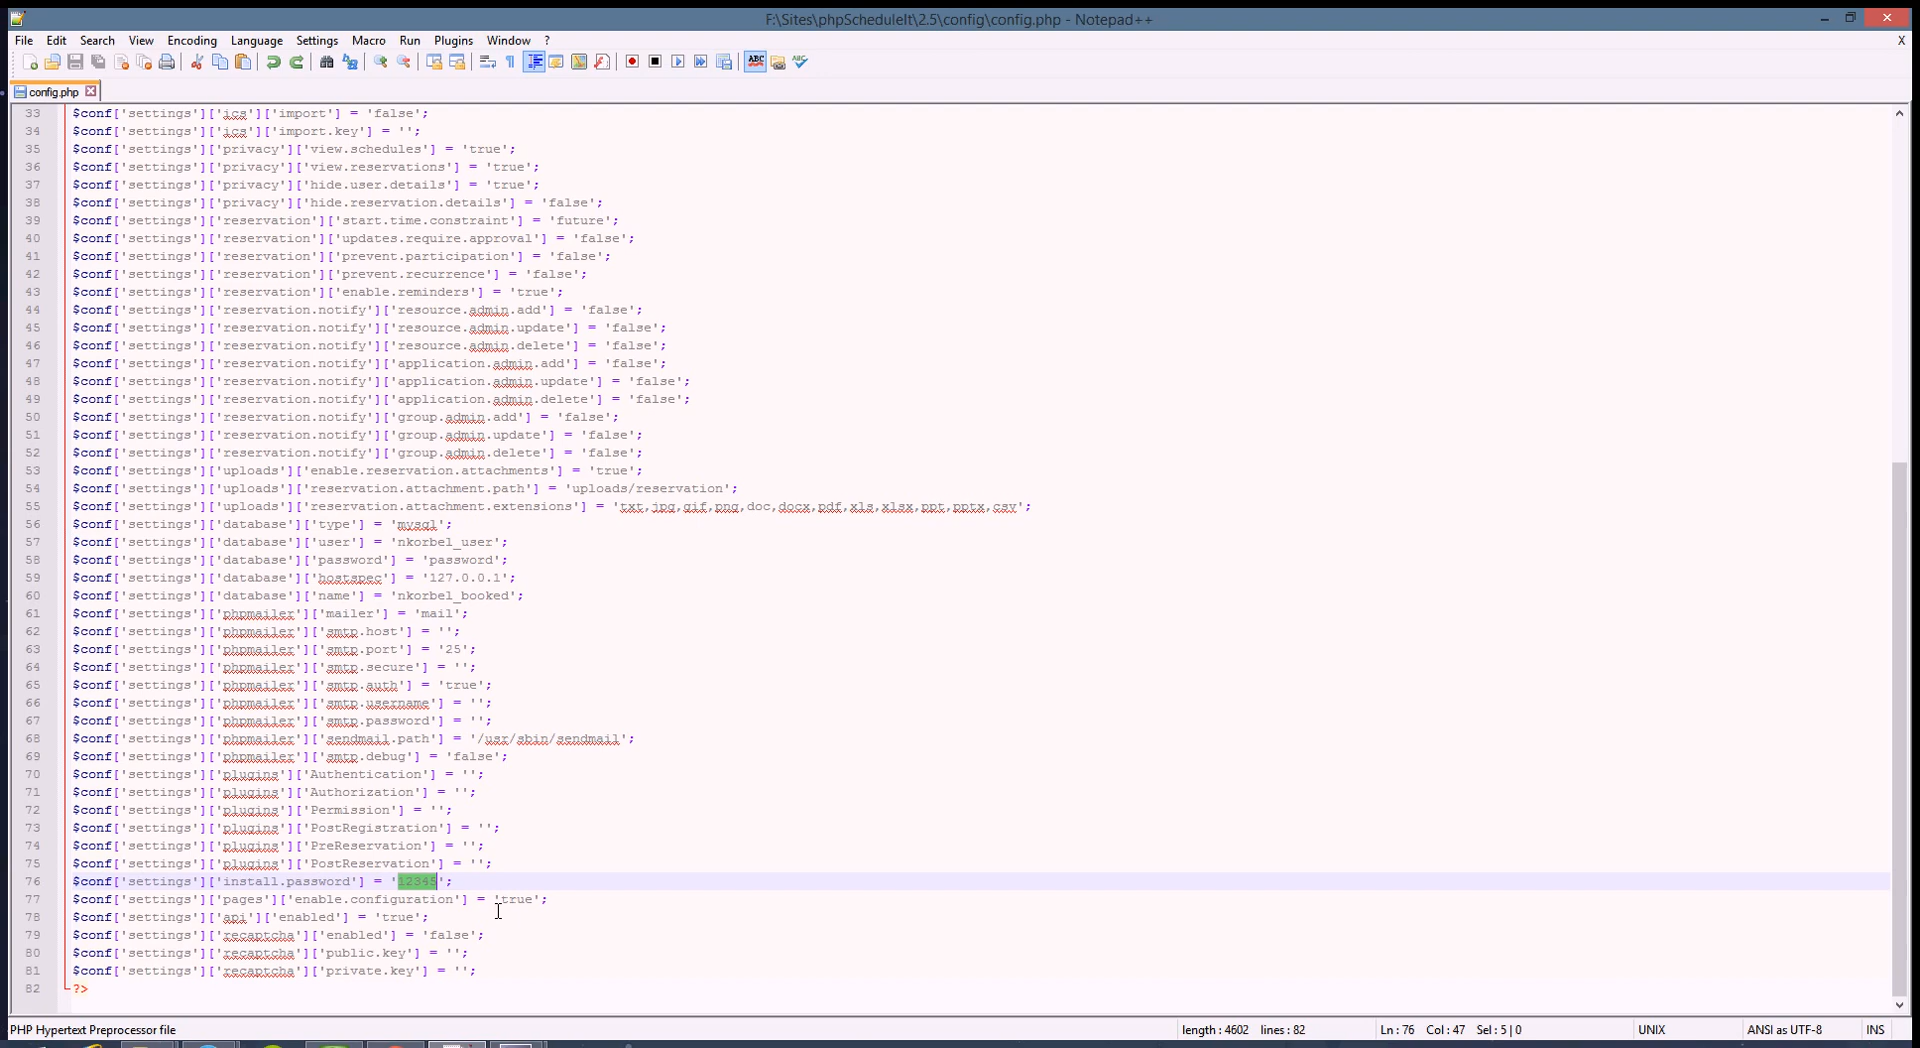 F:\Sites\phpScheduleIt\2.5\config\config.php - Notepad++
File Edit Search View Encoding Language Settings Macro Run Plugins Window ?
X
config.php
33 $conf['settings']['ics']['import'] = 'false';
34 $conf['settings']['ics']['import.key'] = '';
35 $conf['settings']['privacy']['view.schedules'] = 'true';
36 $conf['settings']['privacy']['view.reservations'] = 'true';
37 $conf['settings']['privacy']['hide.user.details'] = 'true';
38 $conf['settings']['privacy']['hide.reservation.details'] = 'false';
39 $conf['settings']['reservation']['start.time.constraint'] = 'future';
40 $conf['settings']['reservation']['updates.require.approval'] = 'false';
41 $conf['settings']['reservation']['prevent.participation'] = 'false';
42 $conf['settings']['reservation']['prevent.recurrence'] = 'false';
43 $conf['settings']['reservation']['enable.reminders'] = 'true';
44 $conf['settings']['reservation.notify']['resource.admin.add'] = 'false';
45 $conf['settings']['reservation.notify']['resource.admin.update'] = 'false';
46 $conf['settings']['reservation.notify']['resource.admin.delete'] = 'false';
47 $conf['settings']['reservation.notify']['application.admin.add'] = 'false';
48 $conf['settings']['reservation.notify']['application.admin.update'] = 'false';
49 $conf['settings']['reservation.notify']['application.admin.delete'] = 'false';
50 $conf['settings']['reservation.notify']['group.admin.add'] = 'false';
51 $conf['settings']['reservation.notify']['group.admin.update'] = 'false';
52 $conf['settings']['reservation.notify']['group.admin.delete'] = 'false';
53 $conf['settings']['uploads']['enable.reservation.attachments'] = 'true';
54 $conf['settings']['uploads']['reservation.attachment.path'] = 'uploads/reservation';
55 $conf['settings']['uploads']['reservation.attachment.extensions'] = 'txt,jpg,gif,png,doc,docx,pdf,xls,xlsx,ppt,pptx,csv';
56 $conf['settings']['database']['type'] = 'mysql';
57 $conf['settings']['database']['user'] = 'nkorbel_user';
58 $conf['settings']['database']['password'] = 'password';
59 $conf['settings']['database']['hostspec'] = '127.0.0.1';
60 $conf['settings']['database']['name'] = 'nkorbel_booked';
61 $conf['settings']['phpmailer']['mailer'] = 'mail';
62 $conf['settings']['phpmailer']['smtp.host'] = '';
63 $conf['settings']['phpmailer']['smtp.port'] = '25';
64 $conf['settings']['phpmailer']['smtp.secure'] = '';
65 $conf['settings']['phpmailer']['smtp.auth'] = 'true';
66 $conf['settings']['phpmailer']['smtp.username'] = '';
67 $conf['settings']['phpmailer']['smtp.password'] = '';
68 $conf['settings']['phpmailer']['sendmail.path'] = '/usr/sbin/sendmail';
69 $conf['settings']['phpmailer']['smtp.debug'] = 'false';
70 $conf['settings']['plugins']['Authentication'] = '';
71 $conf['settings']['plugins']['Authorization'] = '';
72 $conf['settings']['plugins']['Permission'] = '';
73 $conf['settings']['plugins']['PostRegistration'] = '';
74 $conf['settings']['plugins']['PreReservation'] = '';
75 $conf['settings']['plugins']['PostReservation'] = '';
76 $conf['settings']['install.password'] = '12345';
77 $conf['settings']['pages']['enable.configuration'] = 'true';
78 $conf['settings']['api']['enabled'] = 'true';
79 $conf['settings']['recaptcha']['enabled'] = 'false';
80 $conf['settings']['recaptcha']['public.key'] = '';
81 $conf['settings']['recaptcha']['private.key'] = '';
82 ?>
PHP Hypertext Preprocessor file length : 4602 lines : 82 Ln : 76 Col : 47 Sel : 5 | 0 UNIX ANSI as UTF-8 INS